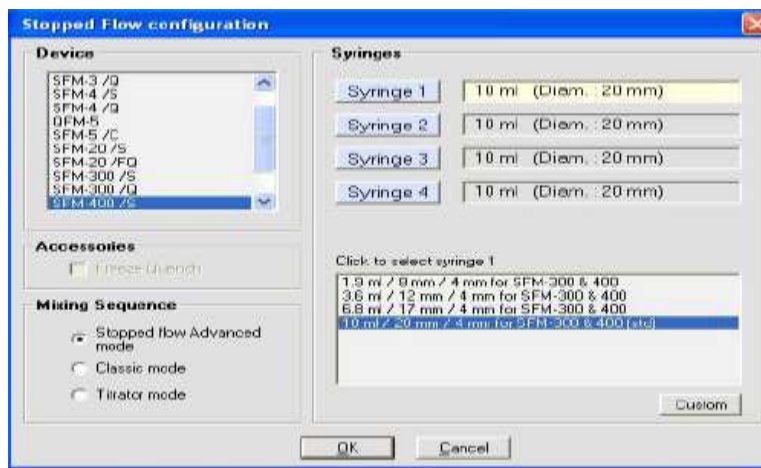 Stopped Flow configuration
Device
SFM-3 /Q
SFM-4 /S
SFM-4 /Q
QFM-5
SFM-5 /C
SFM-20 /S
SFM-20 /FQ
SFM-300 /S
SFM-300 /Q
SFM-400 /S
Accessories
Freeze Quench
Mixing Sequence
Stopped flow Advanced
mode
Classic mode
Titrator mode
Syringes
Syringe 1 10 ml (Diam. : 20 mm)
Syringe 2 10 ml (Diam. : 20 mm)
Syringe 3 10 ml (Diam. : 20 mm)
Syringe 4 10 ml (Diam. : 20 mm)
Click to select syringe 1
1.9 ml / 9 mm / 4 mm for SFM-300 & 400
3.6 ml / 12 mm / 4 mm for SFM-300 & 400
6.8 ml / 17 mm / 4 mm for SFM-300 & 400
10 ml / 20 mm / 4 mm for SFM-300 & 400 (std)
Custom
OK
Cancel